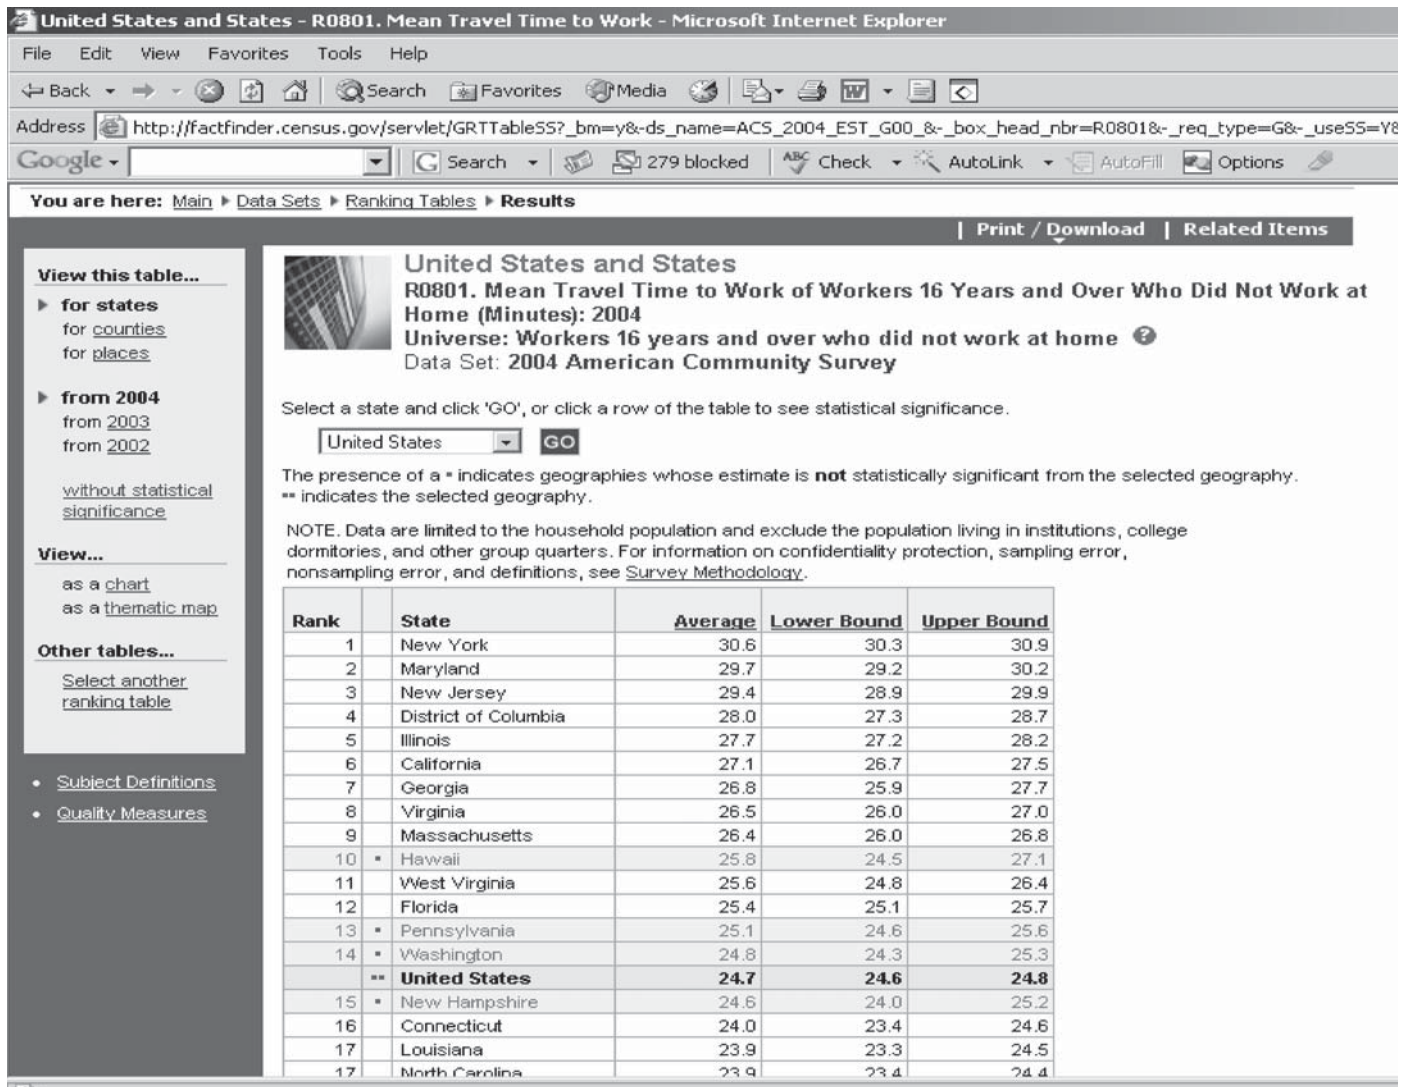 United States and States - R0801. Mean Travel Time to Work - Microsoft Internet Explorer
File Edit View Favorites Tools Help
Back Search Favorites Media
Address http://factfinder.census.gov/servlet/GRTTableSS?_bm=y&-ds_name=ACS_2004_EST_G00_&-_box_head_nbr=R0801&-_req_type=G&-_useSS=Y&
Google Search 279 blocked ABC Check AutoLink AutoFill Options
You are here: Main Data Sets Ranking Tables Results
| Print / Download | Related Items
View this table...
for states
for counties
for places
from 2004
from 2003
from 2002
without statistical
significance
View...
as a chart
as a thematic map
Other tables...
Select another
ranking table
• Subject Definitions
• Quality Measures
United States and States
R0801. Mean Travel Time to Work of Workers 16 Years and Over Who Did Not Work at
Home (Minutes): 2004
Universe: Workers 16 years and over who did not work at home ?
Data Set: 2004 American Community Survey
Select a state and click 'GO', or click a row of the table to see statistical significance.
United States GO
The presence of a * indicates geographies whose estimate is not statistically significant from the selected geography.
** indicates the selected geography.
NOTE. Data are limited to the household population and exclude the population living in institutions, college
dormitories, and other group quarters. For information on confidentiality protection, sampling error,
nonsampling error, and definitions, see Survey Methodology.
Rank State Average Lower Bound Upper Bound
1 New York 30.6 30.3 30.9
2 Maryland 29.7 29.2 30.2
3 New Jersey 29.4 28.9 29.9
4 District of Columbia 28.0 27.3 28.7
5 Illinois 27.7 27.2 28.2
6 California 27.1 26.7 27.5
7 Georgia 26.8 25.9 27.7
8 Virginia 26.5 26.0 27.0
9 Massachusetts 26.4 26.0 26.8
10 * Hawaii 25.8 24.5 27.1
11 West Virginia 25.6 24.8 26.4
12 Florida 25.4 25.1 25.7
13 * Pennsylvania 25.1 24.6 25.6
14 * Washington 24.8 24.3 25.3
** United States 24.7 24.6 24.8
15 * New Hampshire 24.6 24.0 25.2
16 Connecticut 24.0 23.4 24.6
17 Louisiana 23.9 23.3 24.5
17 North Carolina 23.9 23.4 24.4